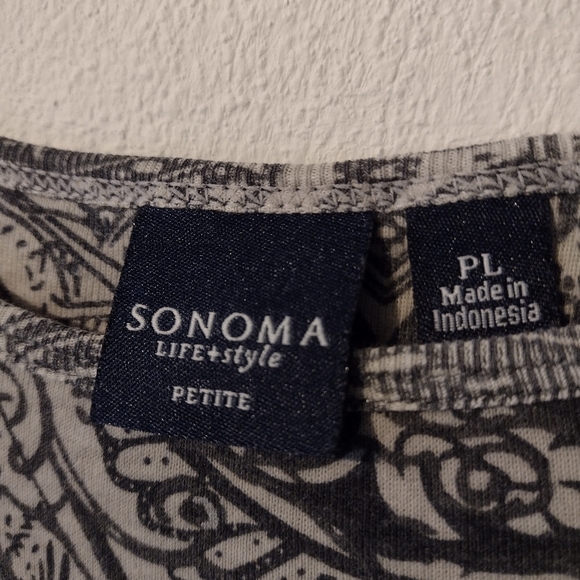 SONOMA
LIFE+style
PETITE
PL
Made in
Indonesia